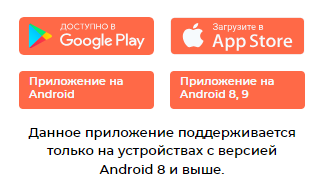 ДОСТУПНО В
Google Play
Загрузите в
App Store
Приложение на
Android
Приложение на
Android 8, 9
Данное приложение поддерживается
только на устройствах с версией
Android 8 и выше.